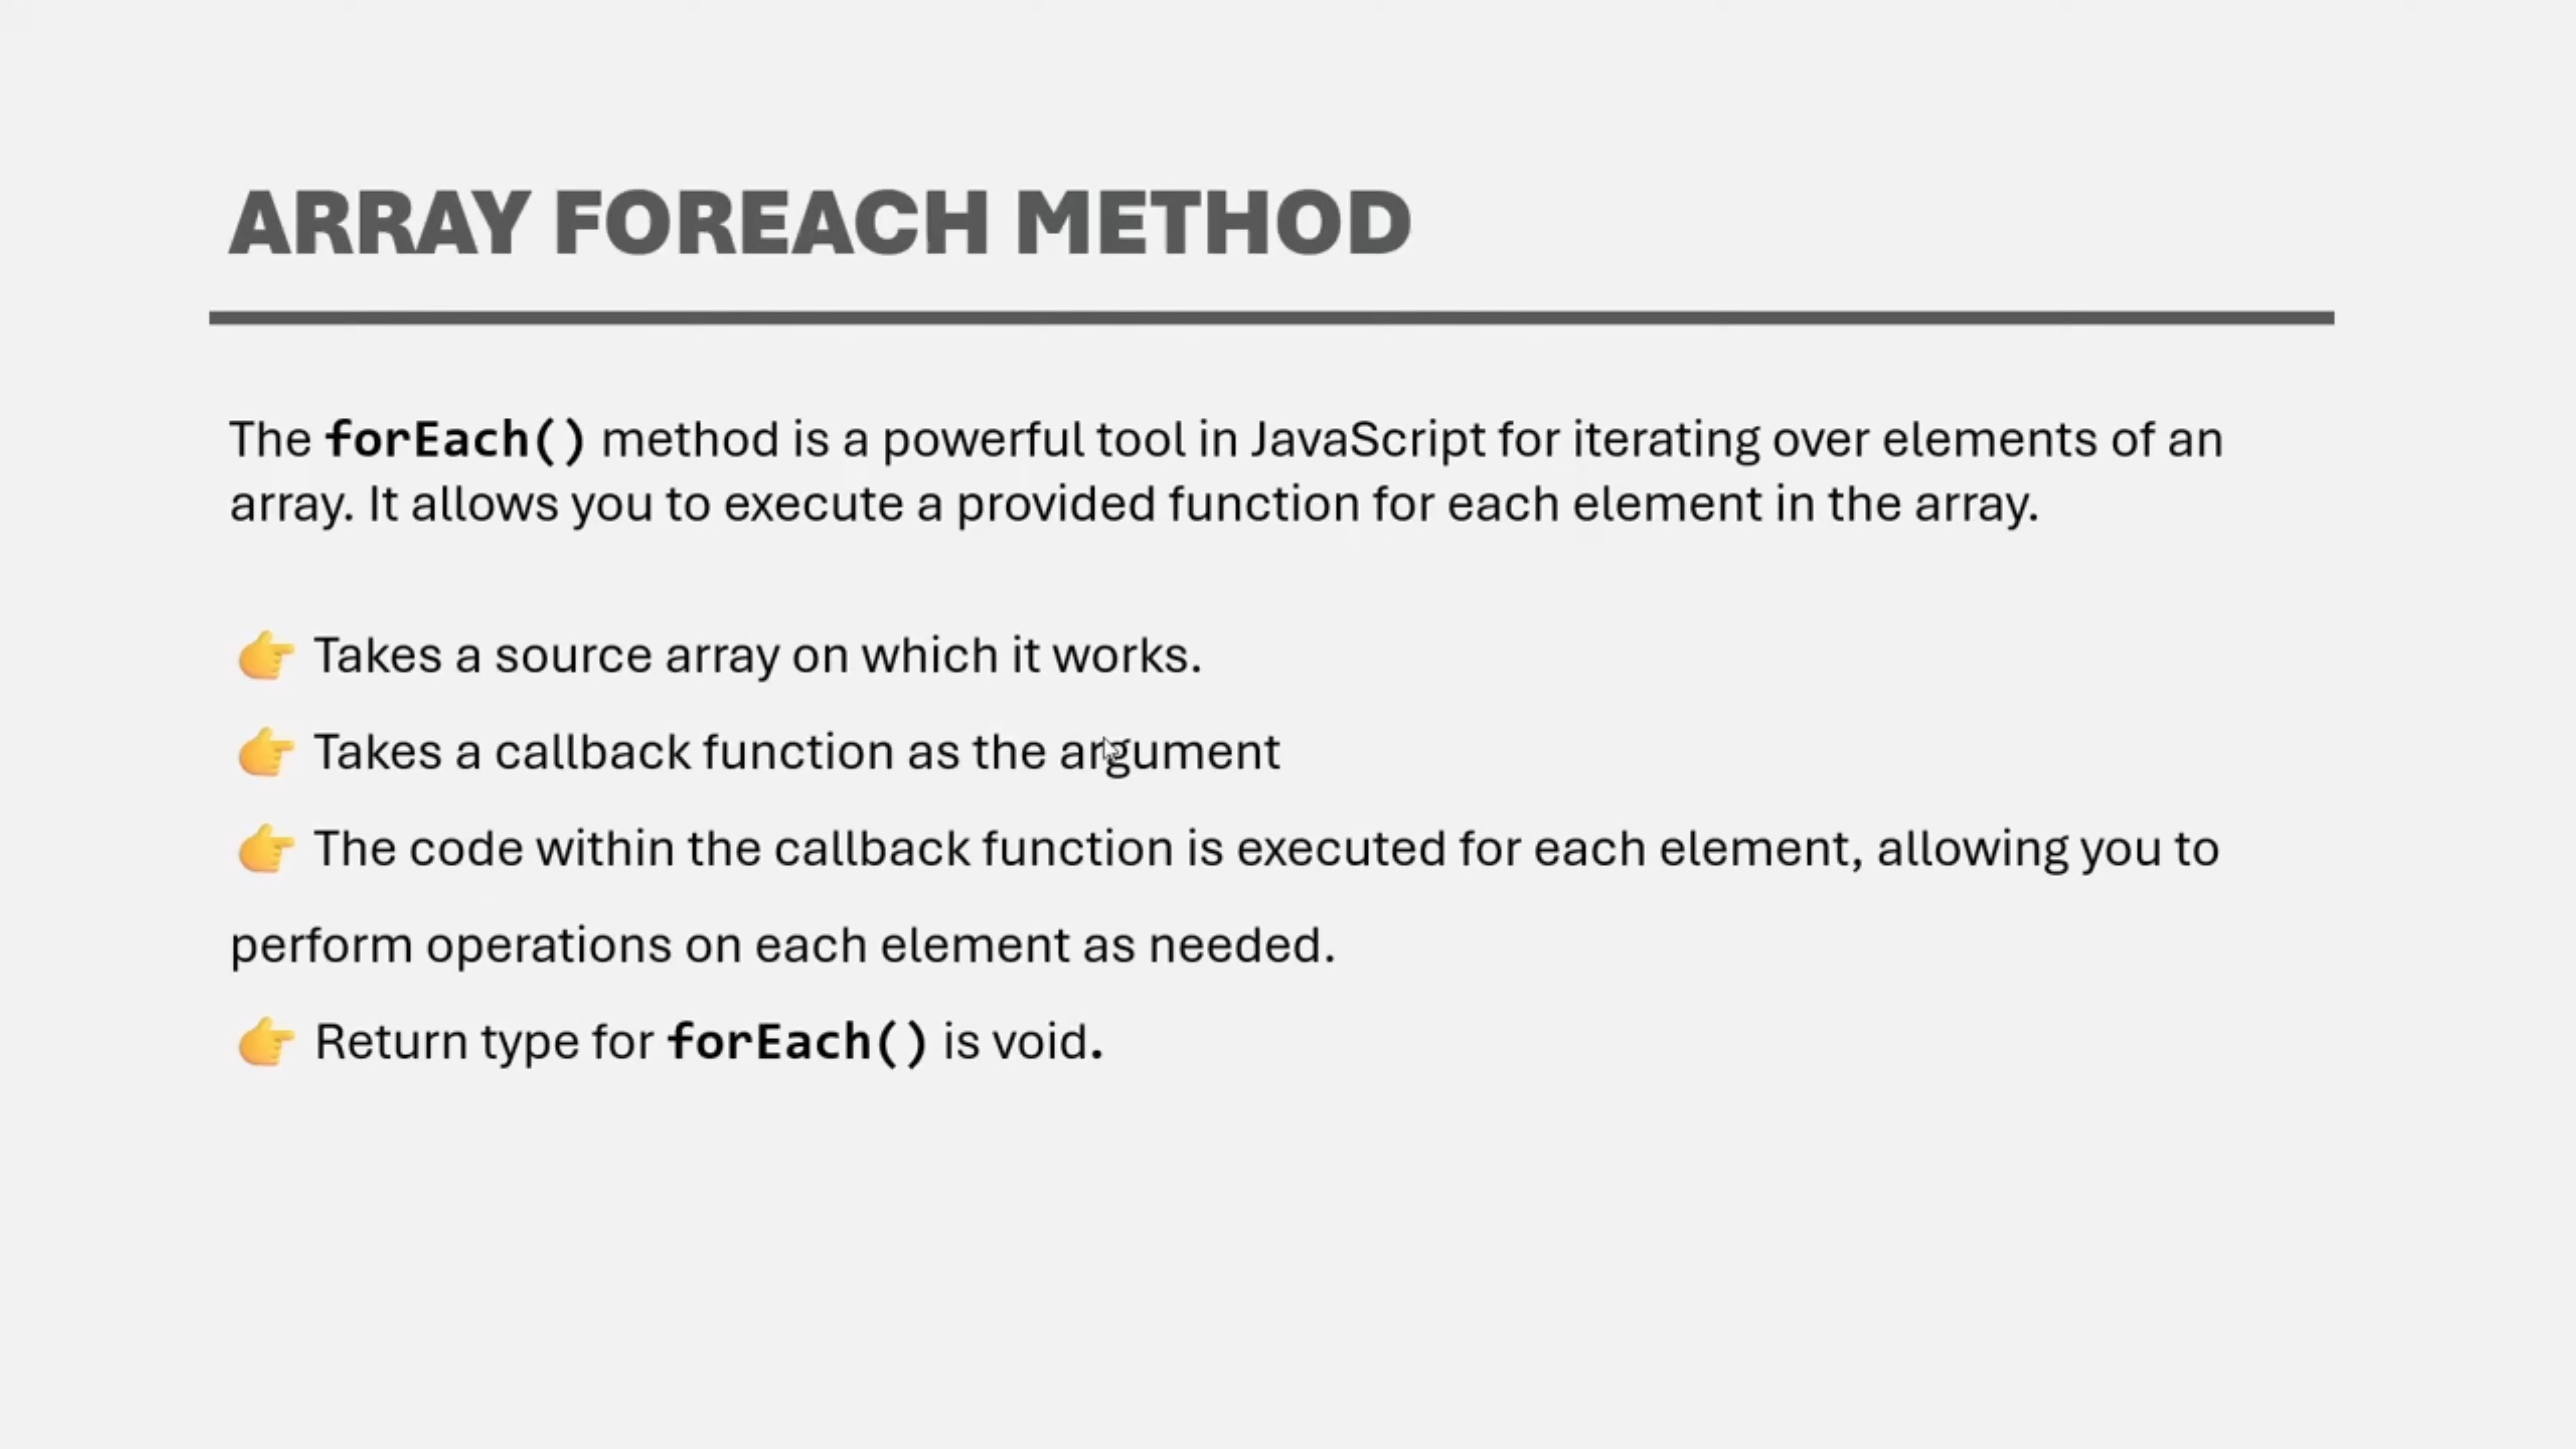 ARRAY FOREACH METHOD
The forEach() method is a powerful tool in JavaScript for iterating over elements of an
array. It allows you to execute a provided function for each element in the array.
👉 Takes a source array on which it works.
👉 Takes a callback function as the argument
👉 The code within the callback function is executed for each element, allowing you to
perform operations on each element as needed.
👉 Return type for forEach() is void.